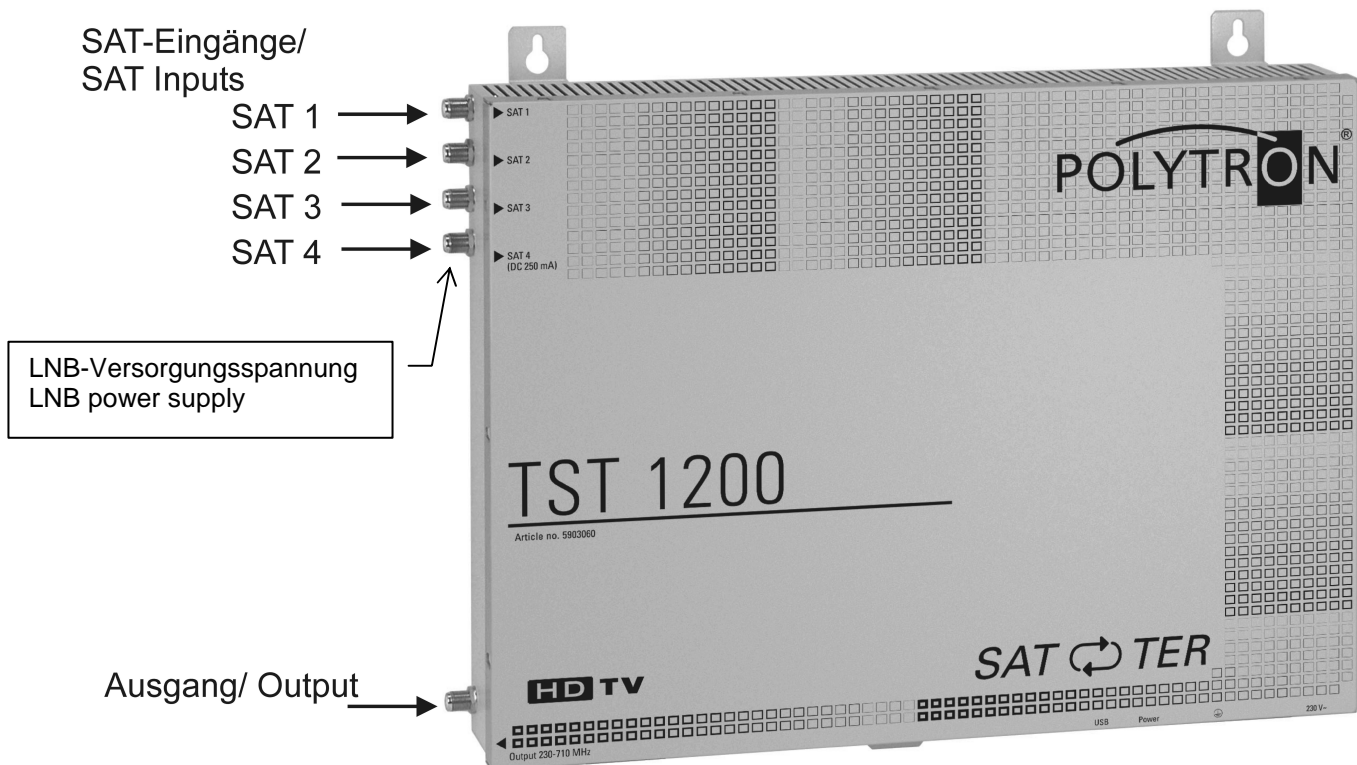 SAT-Eingänge/
SAT Inputs
SAT 1
SAT 2
SAT 3
SAT 4
LNB-Versorgungsspannung
LNB power supply
Ausgang/ Output
SAT 1
SAT 2
SAT 3
SAT 4
(DC 250 mA)
POLYTRON®
TST 1200
Article no. 5903060
SAT TER
HD TV
Output 230-710 MHz
USB
Power
230 V~